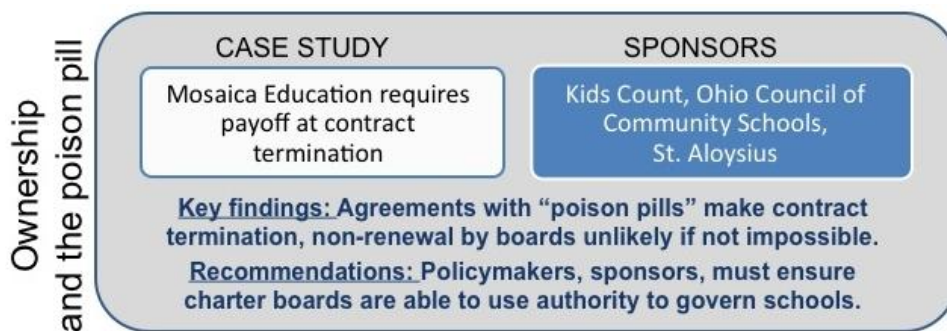 Ownership
and the poison pill
CASE STUDY
Mosaica Education requires
payoff at contract
termination
SPONSORS
Kids Count, Ohio Council of
Community Schools,
St. Aloysius
Key findings: Agreements with “poison pills” make contract
termination, non-renewal by boards unlikely if not impossible.
Recommendations: Policymakers, sponsors, must ensure
charter boards are able to use authority to govern schools.